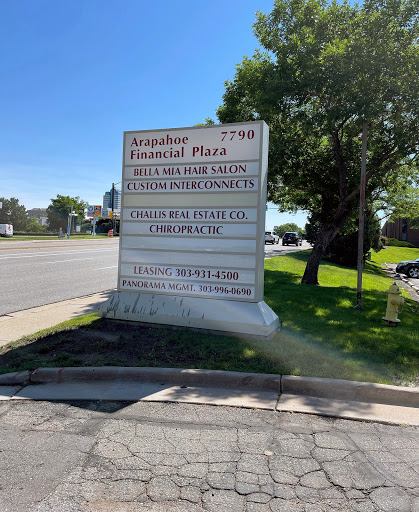 7790
Arapahoe
Financial Plaza
BELLA MIA HAIR SALON
CUSTOM INTERCONNECTS
CHALLIS REAL ESTATE CO.
CHIROPRACTIC
LEASING 303-931-4500
PANORAMA MGMT. 303-996-0690